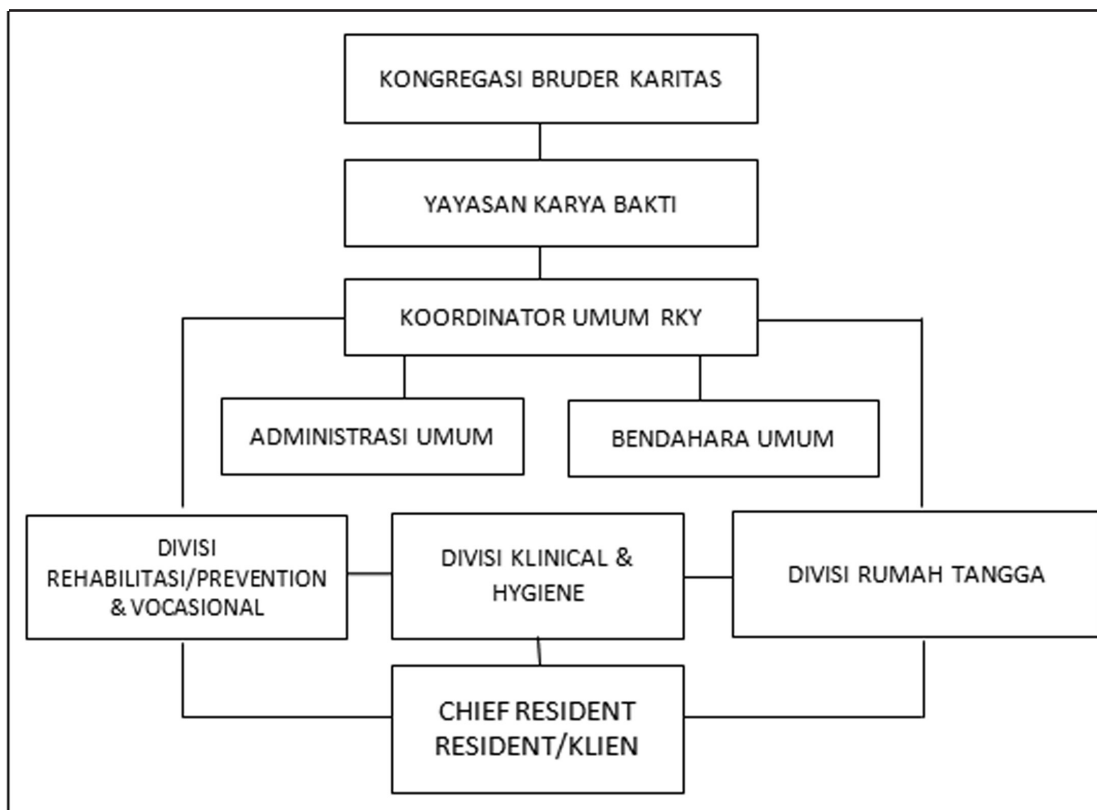 KONGREGASI BRUDER KARITAS
YAYASAN KARYA BAKTI
KOORDINATOR UMUM RKY
ADMINISTRASI UMUM
BENDAHARA UMUM
DIVISI
REHABILITASI/PREVENTION
& VOCASIONAL
DIVISI KLINICAL &
HYGIENE
DIVISI RUMAH TANGGA
CHIEF RESIDENT
RESIDENT/KLIEN